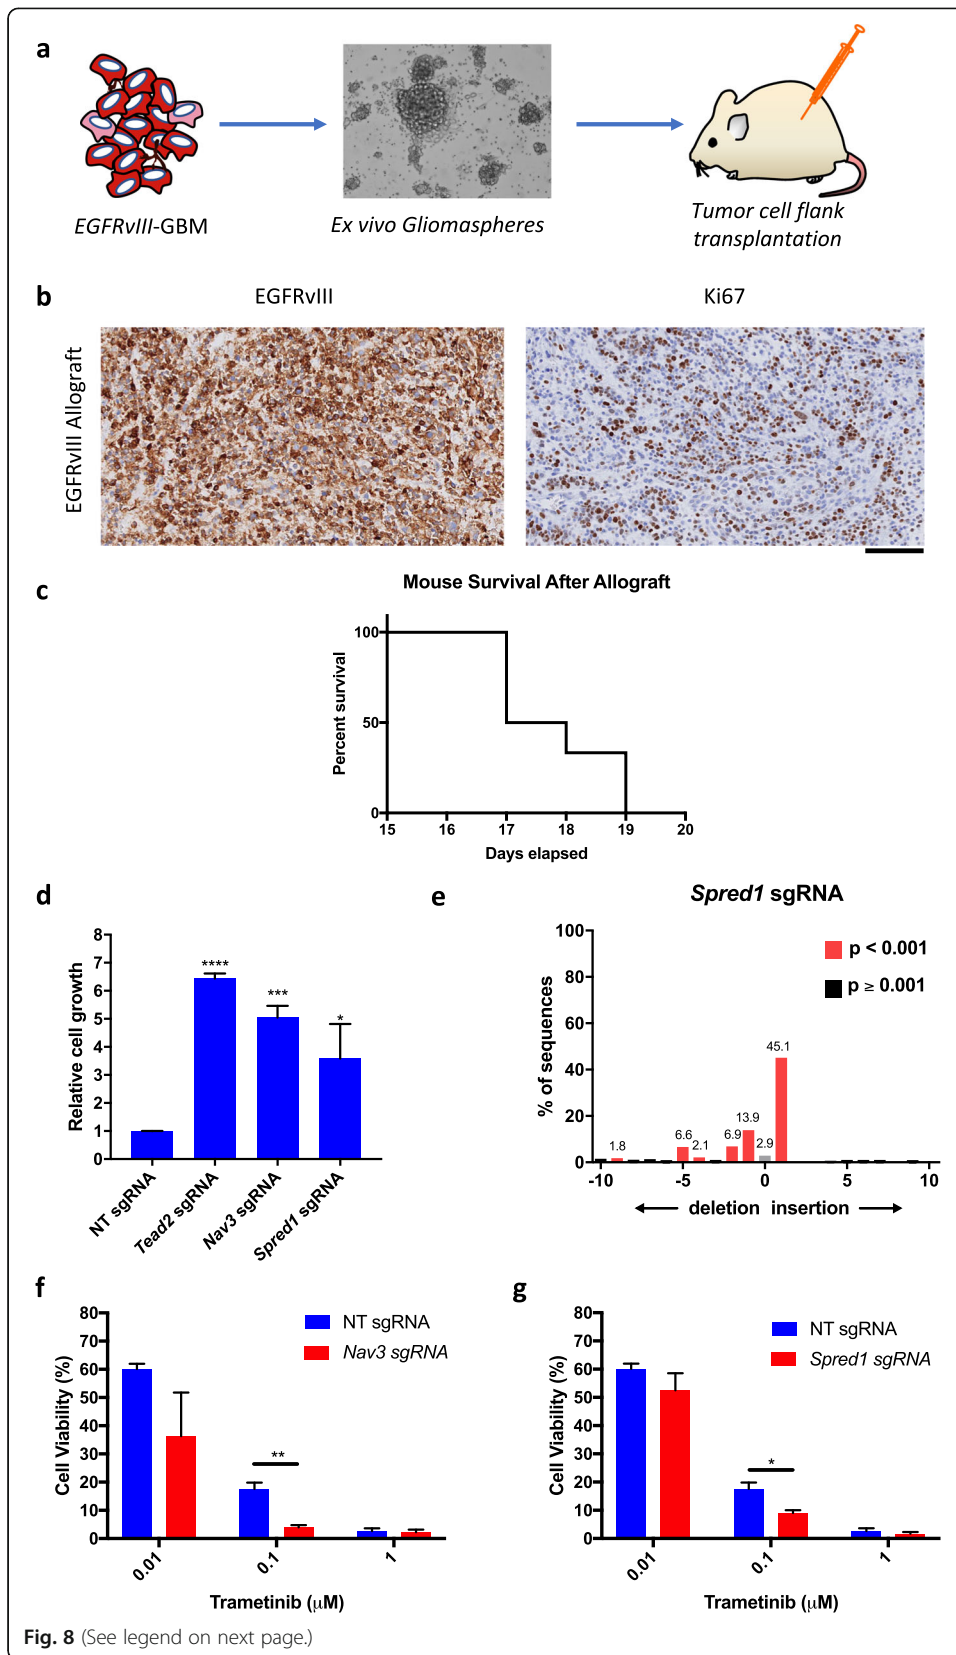 a
EGFRvIII-GBM
Ex vivo Gliomaspheres
Tumor cell flank
transplantation
b
EGFRvIII
Ki67
EGFRvIII Allograft
c
Mouse Survival After Allograft
Percent survival
100
50
0
15 16 17 18 19 20
Days elapsed
d
Relative cell growth
8
7
6
5
4
3
2
1
0
****
***
*
NT sgRNA
Tead2 sgRNA
Nav3 sgRNA
Spred1 sgRNA
e
Spred1 sgRNA
% of sequences
100
80
60
40
20
0
p < 0.001
p ≥ 0.001
1.8
6.6
2.1
6.9
13.9
2.9
45.1
-10 -5 0 5 10
deletion insertion
f
Cell Viability (%)
80
70
60
50
40
30
20
10
0
NT sgRNA
Nav3 sgRNA
**
0.01
0.1
1
Trametinib (µM)
g
Cell Viability (%)
80
70
60
50
40
30
20
10
0
NT sgRNA
Spred1 sgRNA
*
0.01
0.1
1
Trametinib (µM)
Fig. 8 (See legend on next page.)